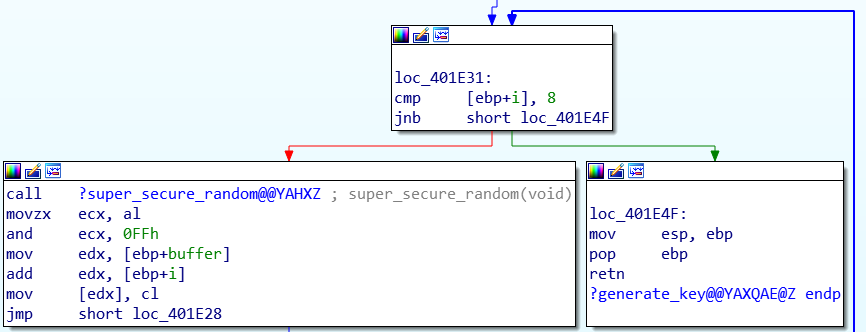 loc_401E31:
cmp [ebp+i], 8
jnb short loc_401E4F
call ?super_secure_random@@YAHXZ ; super_secure_random(void)
movzx ecx, al
and ecx, 0FFh
mov edx, [ebp+buffer]
add edx, [ebp+i]
mov [edx], cl
jmp short loc_401E28
loc_401E4F:
mov esp, ebp
pop ebp
retn
?generate_key@@YAXQAE@Z endp